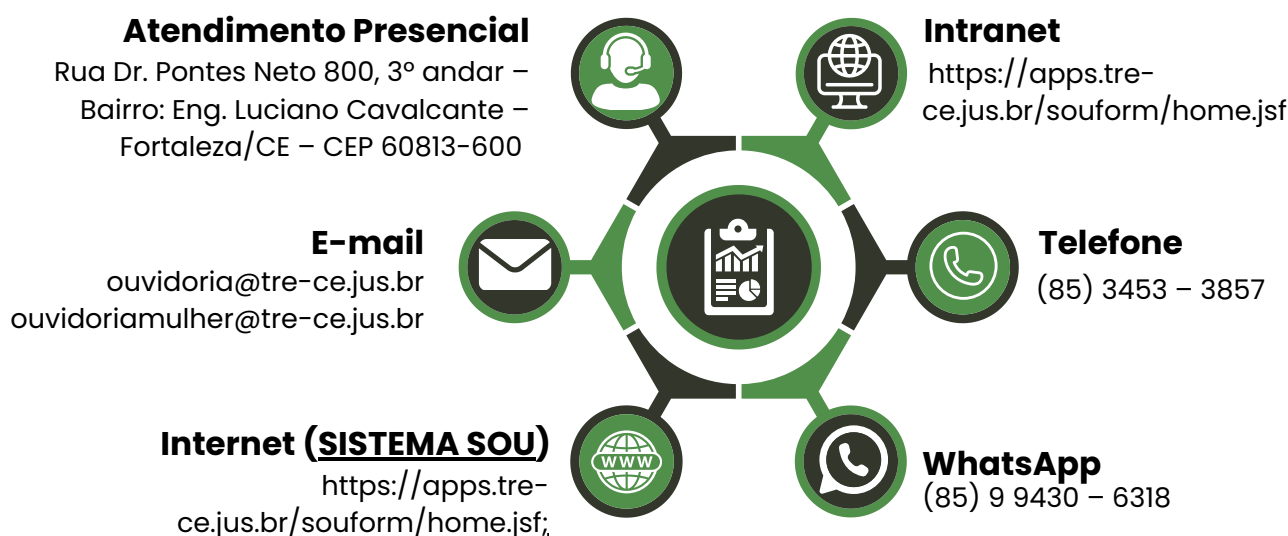 Atendimento Presencial
Rua Dr. Pontes Neto 800, 3º andar –
Bairro: Eng. Luciano Cavalcante –
Fortaleza/CE – CEP 60813-600
Intranet
https://apps.tre-
ce.jus.br/souform/home.jsf
E-mail
ouvidoria@tre-ce.jus.br
ouvidoriamulher@tre-ce.jus.br
Telefone
(85) 3453 – 3857
Internet (SISTEMA SOU)
https://apps.tre-
ce.jus.br/souform/home.jsf;
WWW
WhatsApp
(85) 9 9430 – 6318